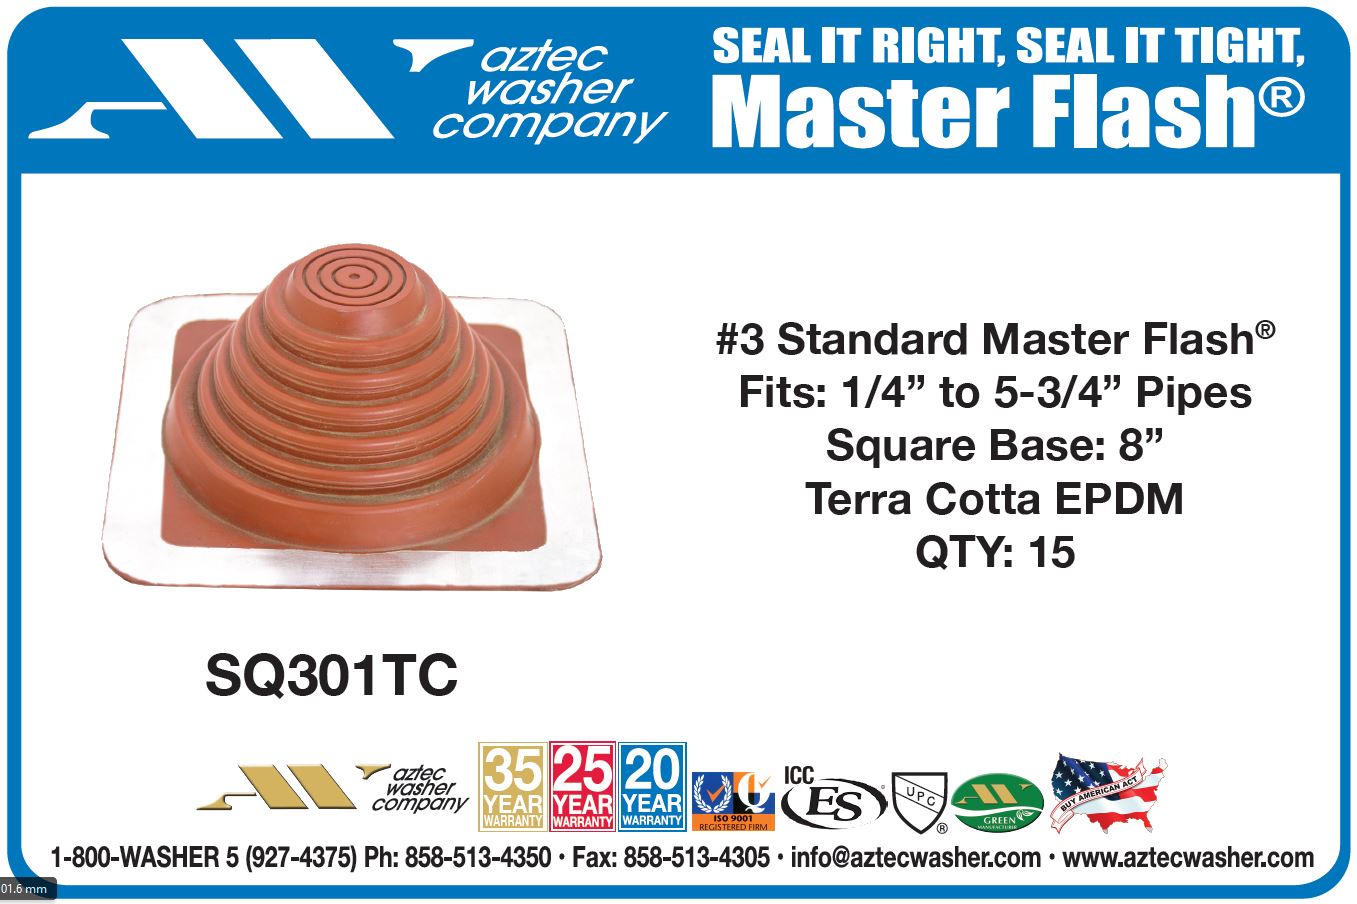 aztec
washer
company
SEAL IT RIGHT, SEAL IT TIGHT,
Master Flash®
#3 Standard Master Flash®
Fits: 1/4” to 5-3/4” Pipes
Square Base: 8”
Terra Cotta EPDM
QTY: 15
SQ301TC
aztec
washer
company
35
YEAR
WARRANTY
25
YEAR
WARRANTY
20
YEAR
WARRANTY
Q
ISO 9001
REGISTERED FIRM
ICC
ES®
UPC®
GREEN
MANUFACTURER
BUY AMERICAN ACT
1-800-WASHER 5 (927-4375) Ph: 858-513-4350 • Fax: 858-513-4305 • info@aztecwasher.com • www.aztecwasher.com
01.6 mm